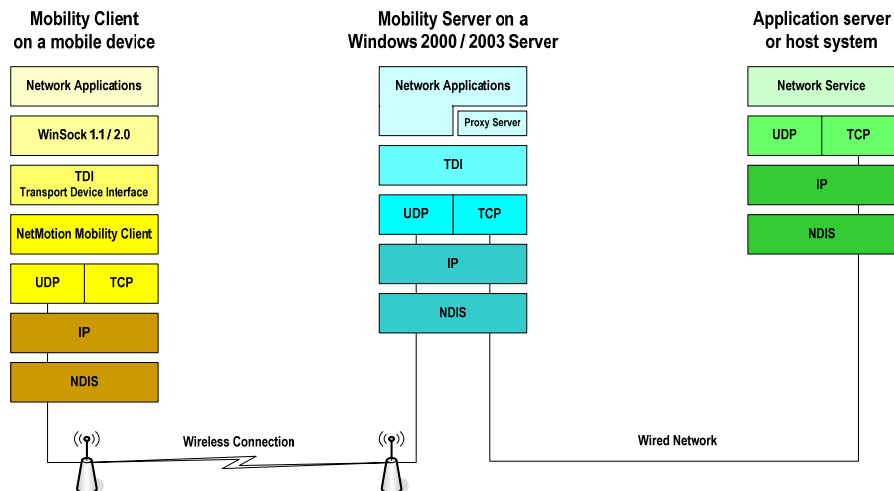 Mobility Client
on a mobile device
Network Applications
WinSock 1.1 / 2.0
TDI
Transport Device Interface
NetMotion Mobility Client
UDP
TCP
IP
NDIS
Mobility Server on a
Windows 2000 / 2003 Server
Network Applications
Proxy Server
TDI
UDP
TCP
IP
NDIS
Application server
or host system
Network Service
UDP
TCP
IP
NDIS
Wireless Connection
Wired Network